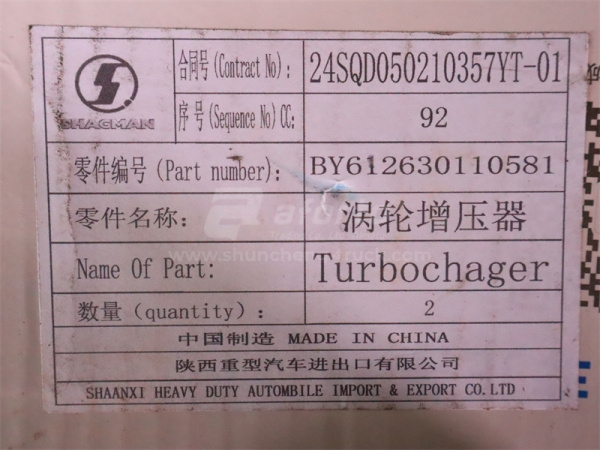 SHACMAN
合同号(Contract No): 24SQD050210357YT-01
序号(Sequence No)CC: 92
零件编号(Part number): BY612630110581
零件名称: 涡轮增压器
Name Of Part: Turbochager
数量(quantity): 2
中国制造 MADE IN CHINA
陕西重型汽车进出口有限公司
SHAANXI HEAVY DUTY AUTOMBILE IMPORT & EXPORT CO.LTD